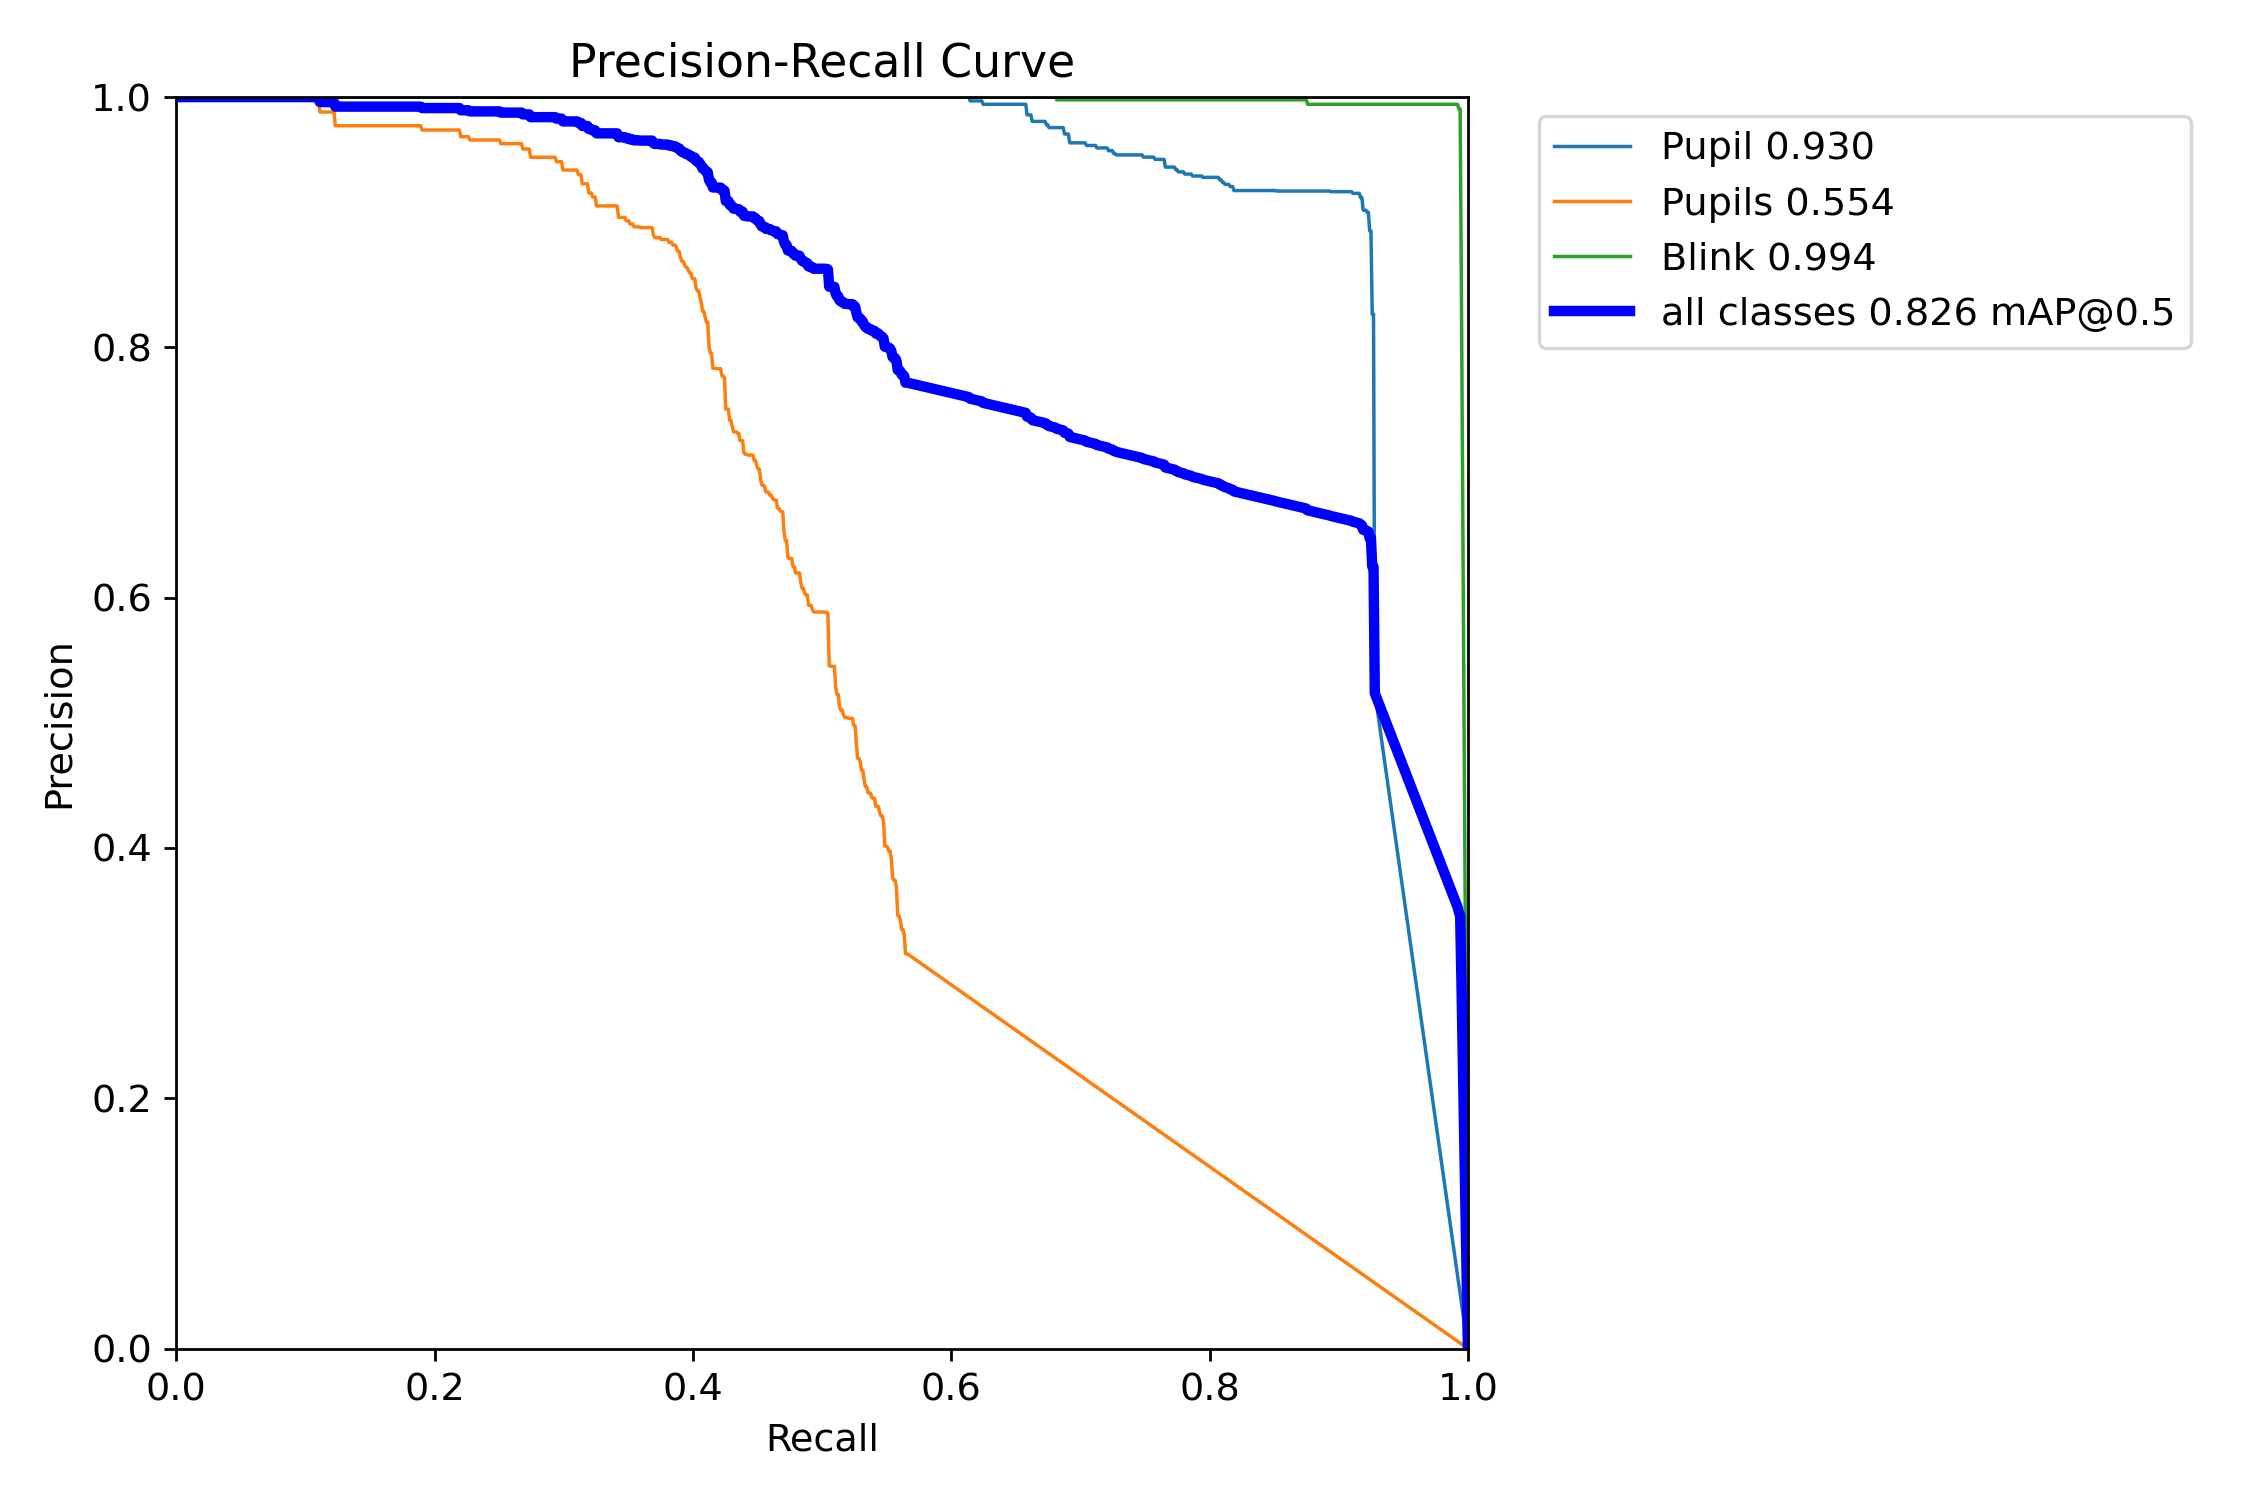 Precision-Recall Curve
1.0
0.8
0.6
0.4
0.2
0.0
Precision
0.0 0.2 0.4 0.6 0.8 1.0
Recall
Pupil 0.930
Pupils 0.554
Blink 0.994
all classes 0.826 mAP@0.5